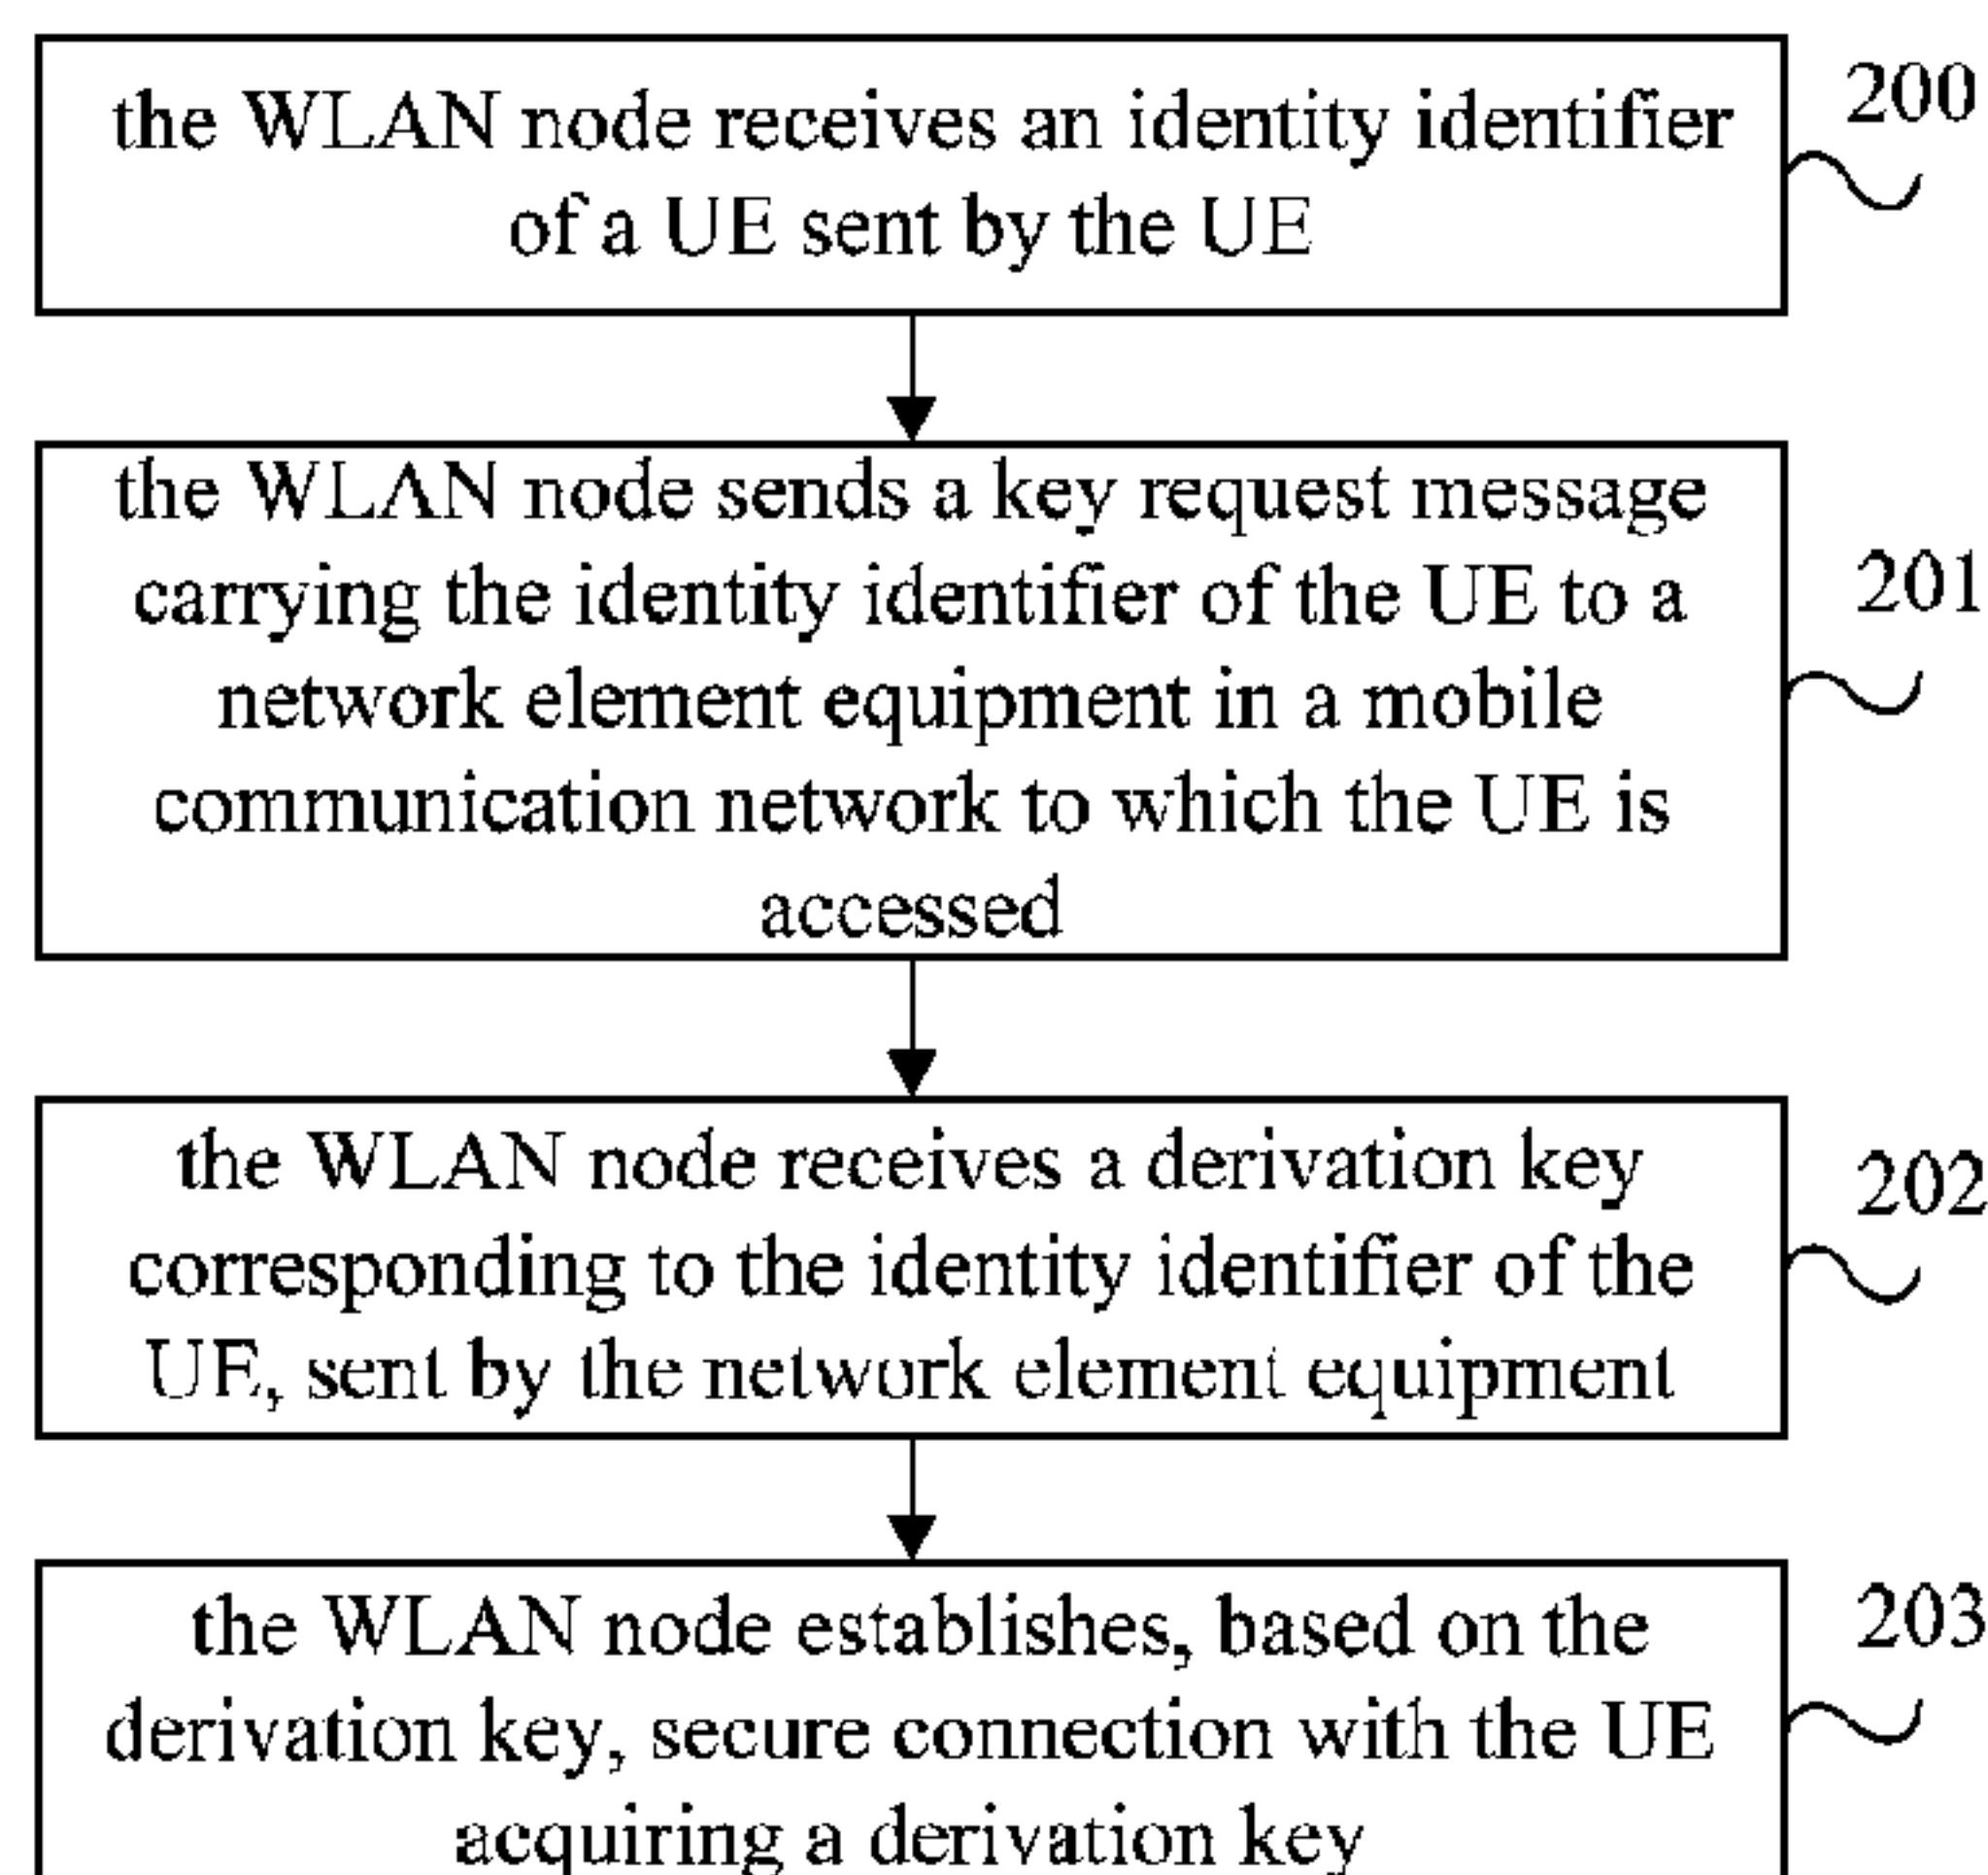 the WLAN node receives an identity identifier
of a UE sent by the UE
200
the WLAN node sends a key request message
carrying the identity identifier of the UE to a
network element equipment in a mobile
communication network to which the UE is
accessed
201
the WLAN node receives a derivation key
corresponding to the identity identifier of the
UE, sent by the network element equipment
202
the WLAN node establishes, based on the
derivation key, secure connection with the UE
acquiring a derivation key
203